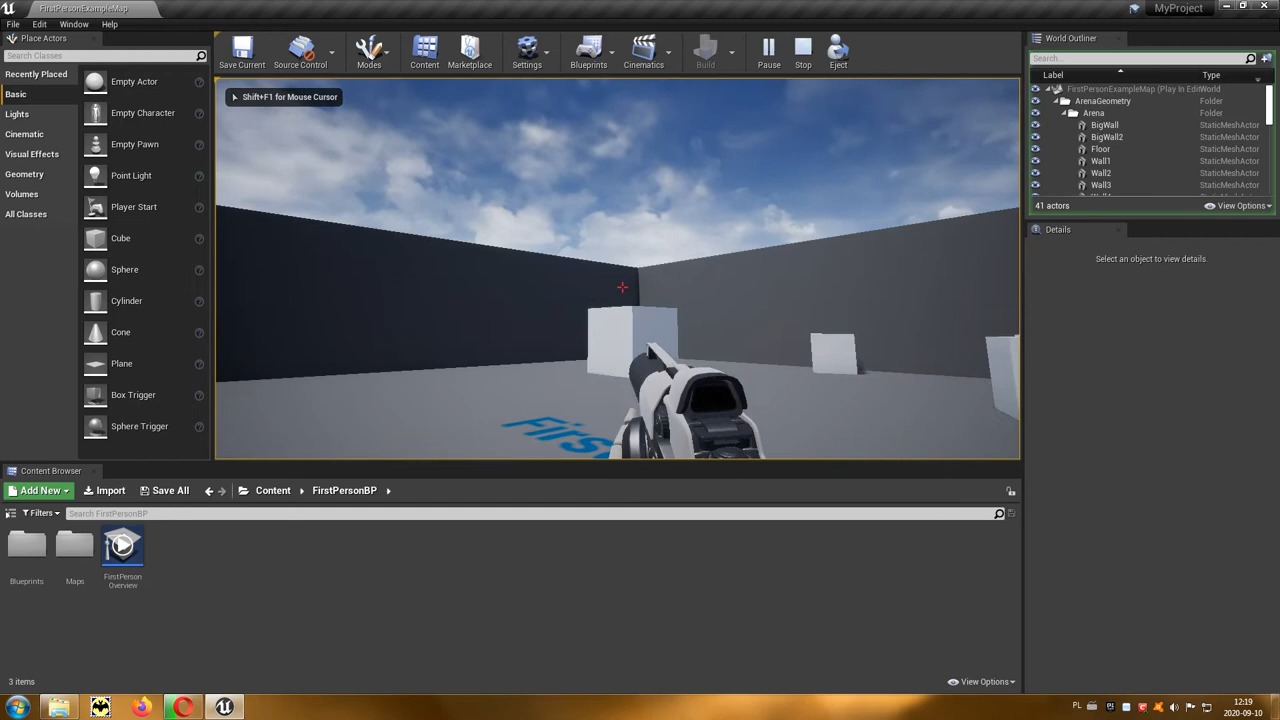 FirstPersonExampleMap
MyProject
File Edit Window Help
Place Actors
Search Classes
Recently Placed
Basic
Lights
Cinematic
Visual Effects
Geometry
Volumes
All Classes
Empty Actor
Empty Character
Empty Pawn
Point Light
Player Start
Cube
Sphere
Cylinder
Cone
Plane
Box Trigger
Sphere Trigger
Save Current Source Control Modes Content Marketplace Settings Blueprints Cinematics Build Pause Stop Eject
Shift+F1 for Mouse Cursor
Firs
World Outliner
Search...
Label Type
FirstPersonExampleMap (Play In Edit World
ArenaGeometry Folder
Arena Folder
BigWall StaticMeshActor
BigWall2 StaticMeshActor
Floor StaticMeshActor
Wall1 StaticMeshActor
Wall2 StaticMeshActor
Wall3 StaticMeshActor
41 actors View Options
Details
Select an object to view details.
Content Browser
Add New Import Save All Content FirstPersonBP
Filters Search FirstPersonBP
Blueprints
Maps
FirstPerson
Overview
3 items View Options
PL
12:19
2020-09-10